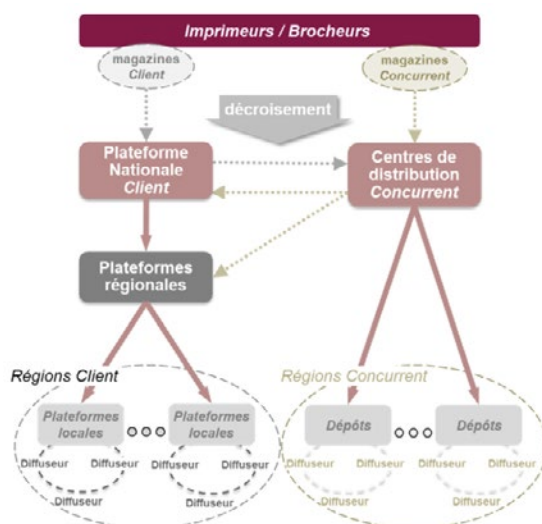 Imprimeurs / Brocheurs
magazines
Client
magazines
Concurrent
décroisement
Plateforme
Nationale
Client
Centres de
distribution
Concurrent
Plateformes
régionales
Régions Client
Régions Concurrent
Plateformes
locales
Plateformes
locales
Dépôts
Dépôts
Diffuseur
Diffuseur
Diffuseur
Diffuseur
Diffuseur
Diffuseur
Diffuseur
Diffuseur
Diffuseur
Diffuseur
Diffuseur
Diffuseur